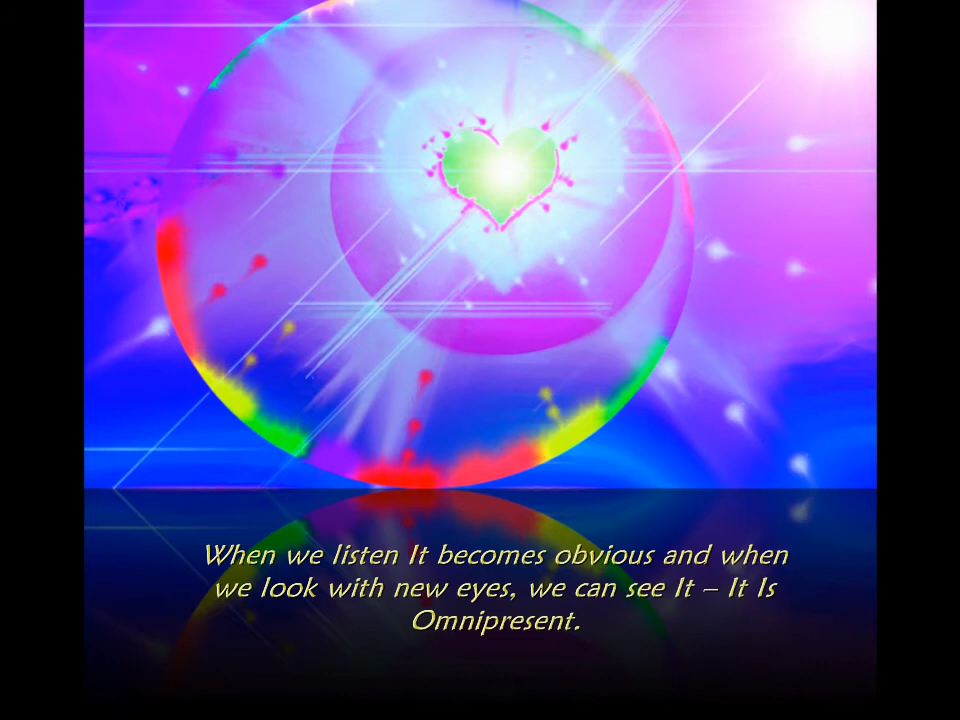 When we listen It becomes obvious and when
we look with new eyes, we can see It – It Is
Omnipresent.